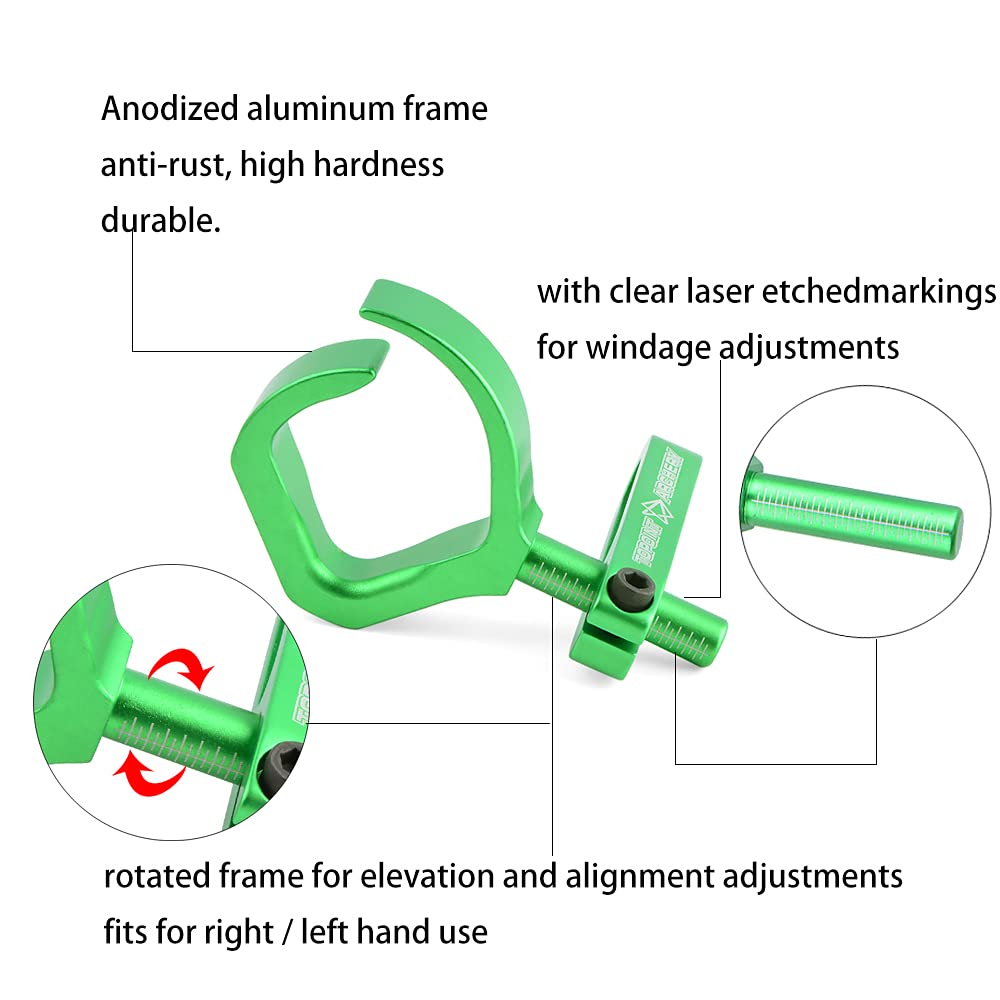 Anodized aluminum frame
anti-rust, high hardness
durable.
with clear laser etchedmarkings
for windage adjustments
TOPOINT ARCHERY
TOP
rotated frame for elevation and alignment adjustments
fits for right / left hand use